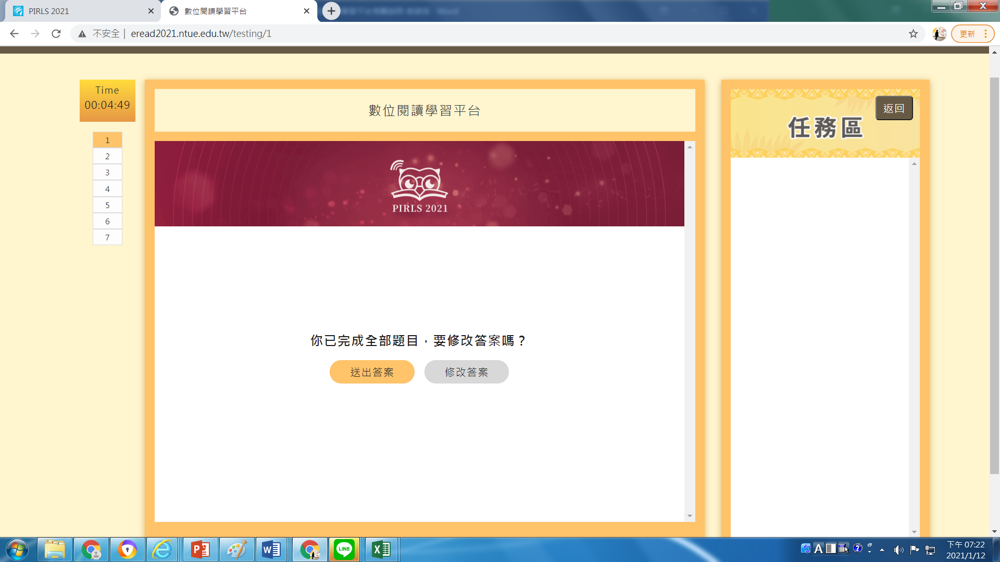 PIRLS 2021
數位閱讀學習平台
不安全 | eread2021.ntue.edu.tw/testing/1
更新
Time
00:04:49
1
2
3
4
5
6
7
數位閱讀學習平台
PIRLS 2021
你已完成全部題目，要修改答案嗎？
送出答案
修改答案
返回
任務區
LINE
A
下午 07:22
2021/1/12